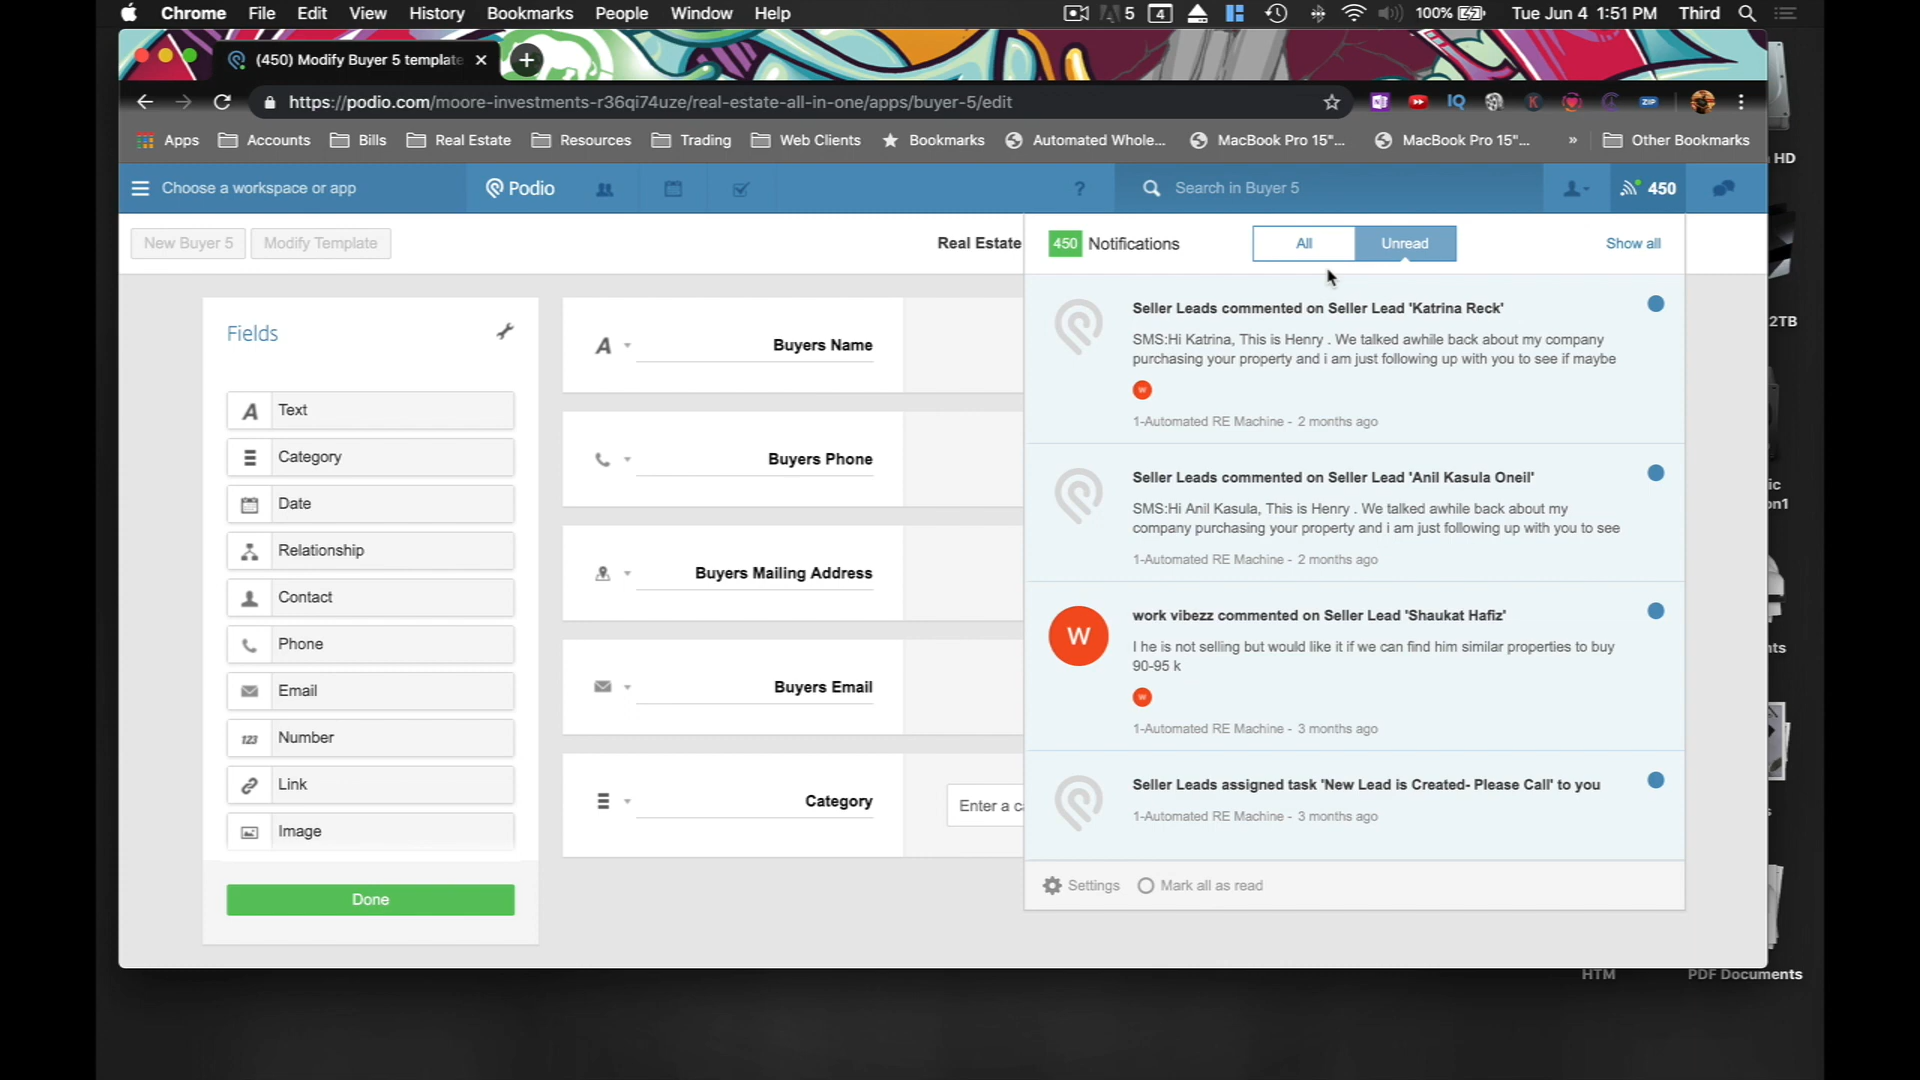 Chrome File Edit View History Bookmarks People Window Help 5 4 100% Tue Jun 4 1:51 PM Third
(450) Modify Buyer 5 template
https://podio.com/moore-investments-r36qi74uze/real-estate-all-in-one/apps/buyer-5/edit
IQ K ZIP
Apps Accounts Bills Real Estate Resources Trading Web Clients Bookmarks Automated Whole... MacBook Pro 15"... MacBook Pro 15"... » Other Bookmarks
HD
Choose a workspace or app Podio ? Search in Buyer 5 450
New Buyer 5 Modify Template Real Estate
450 Notifications All Unread Show all
Fields
Text
Category
Date
Relationship
Contact
Phone
Email
Number
Link
Image
Done
Buyers Name
Buyers Phone
Buyers Mailing Address
Buyers Email
Category
Enter a ca
Seller Leads commented on Seller Lead 'Katrina Reck'
SMS:Hi Katrina, This is Henry . We talked awhile back about my company
purchasing your property and i am just following up with you to see if maybe
w
1-Automated RE Machine - 2 months ago
Seller Leads commented on Seller Lead 'Anil Kasula Oneil'
SMS:Hi Anil Kasula, This is Henry . We talked awhile back about my
company purchasing your property and i am just following up with you to see
1-Automated RE Machine - 2 months ago
W
work vibezz commented on Seller Lead 'Shaukat Hafiz'
I he is not selling but would like it if we can find him similar properties to buy
90-95 k
w
1-Automated RE Machine - 3 months ago
Seller Leads assigned task 'New Lead is Created- Please Call' to you
1-Automated RE Machine - 3 months ago
Settings Mark all as read
2TB
ic
on1
nts
s
HTM PDF Documents